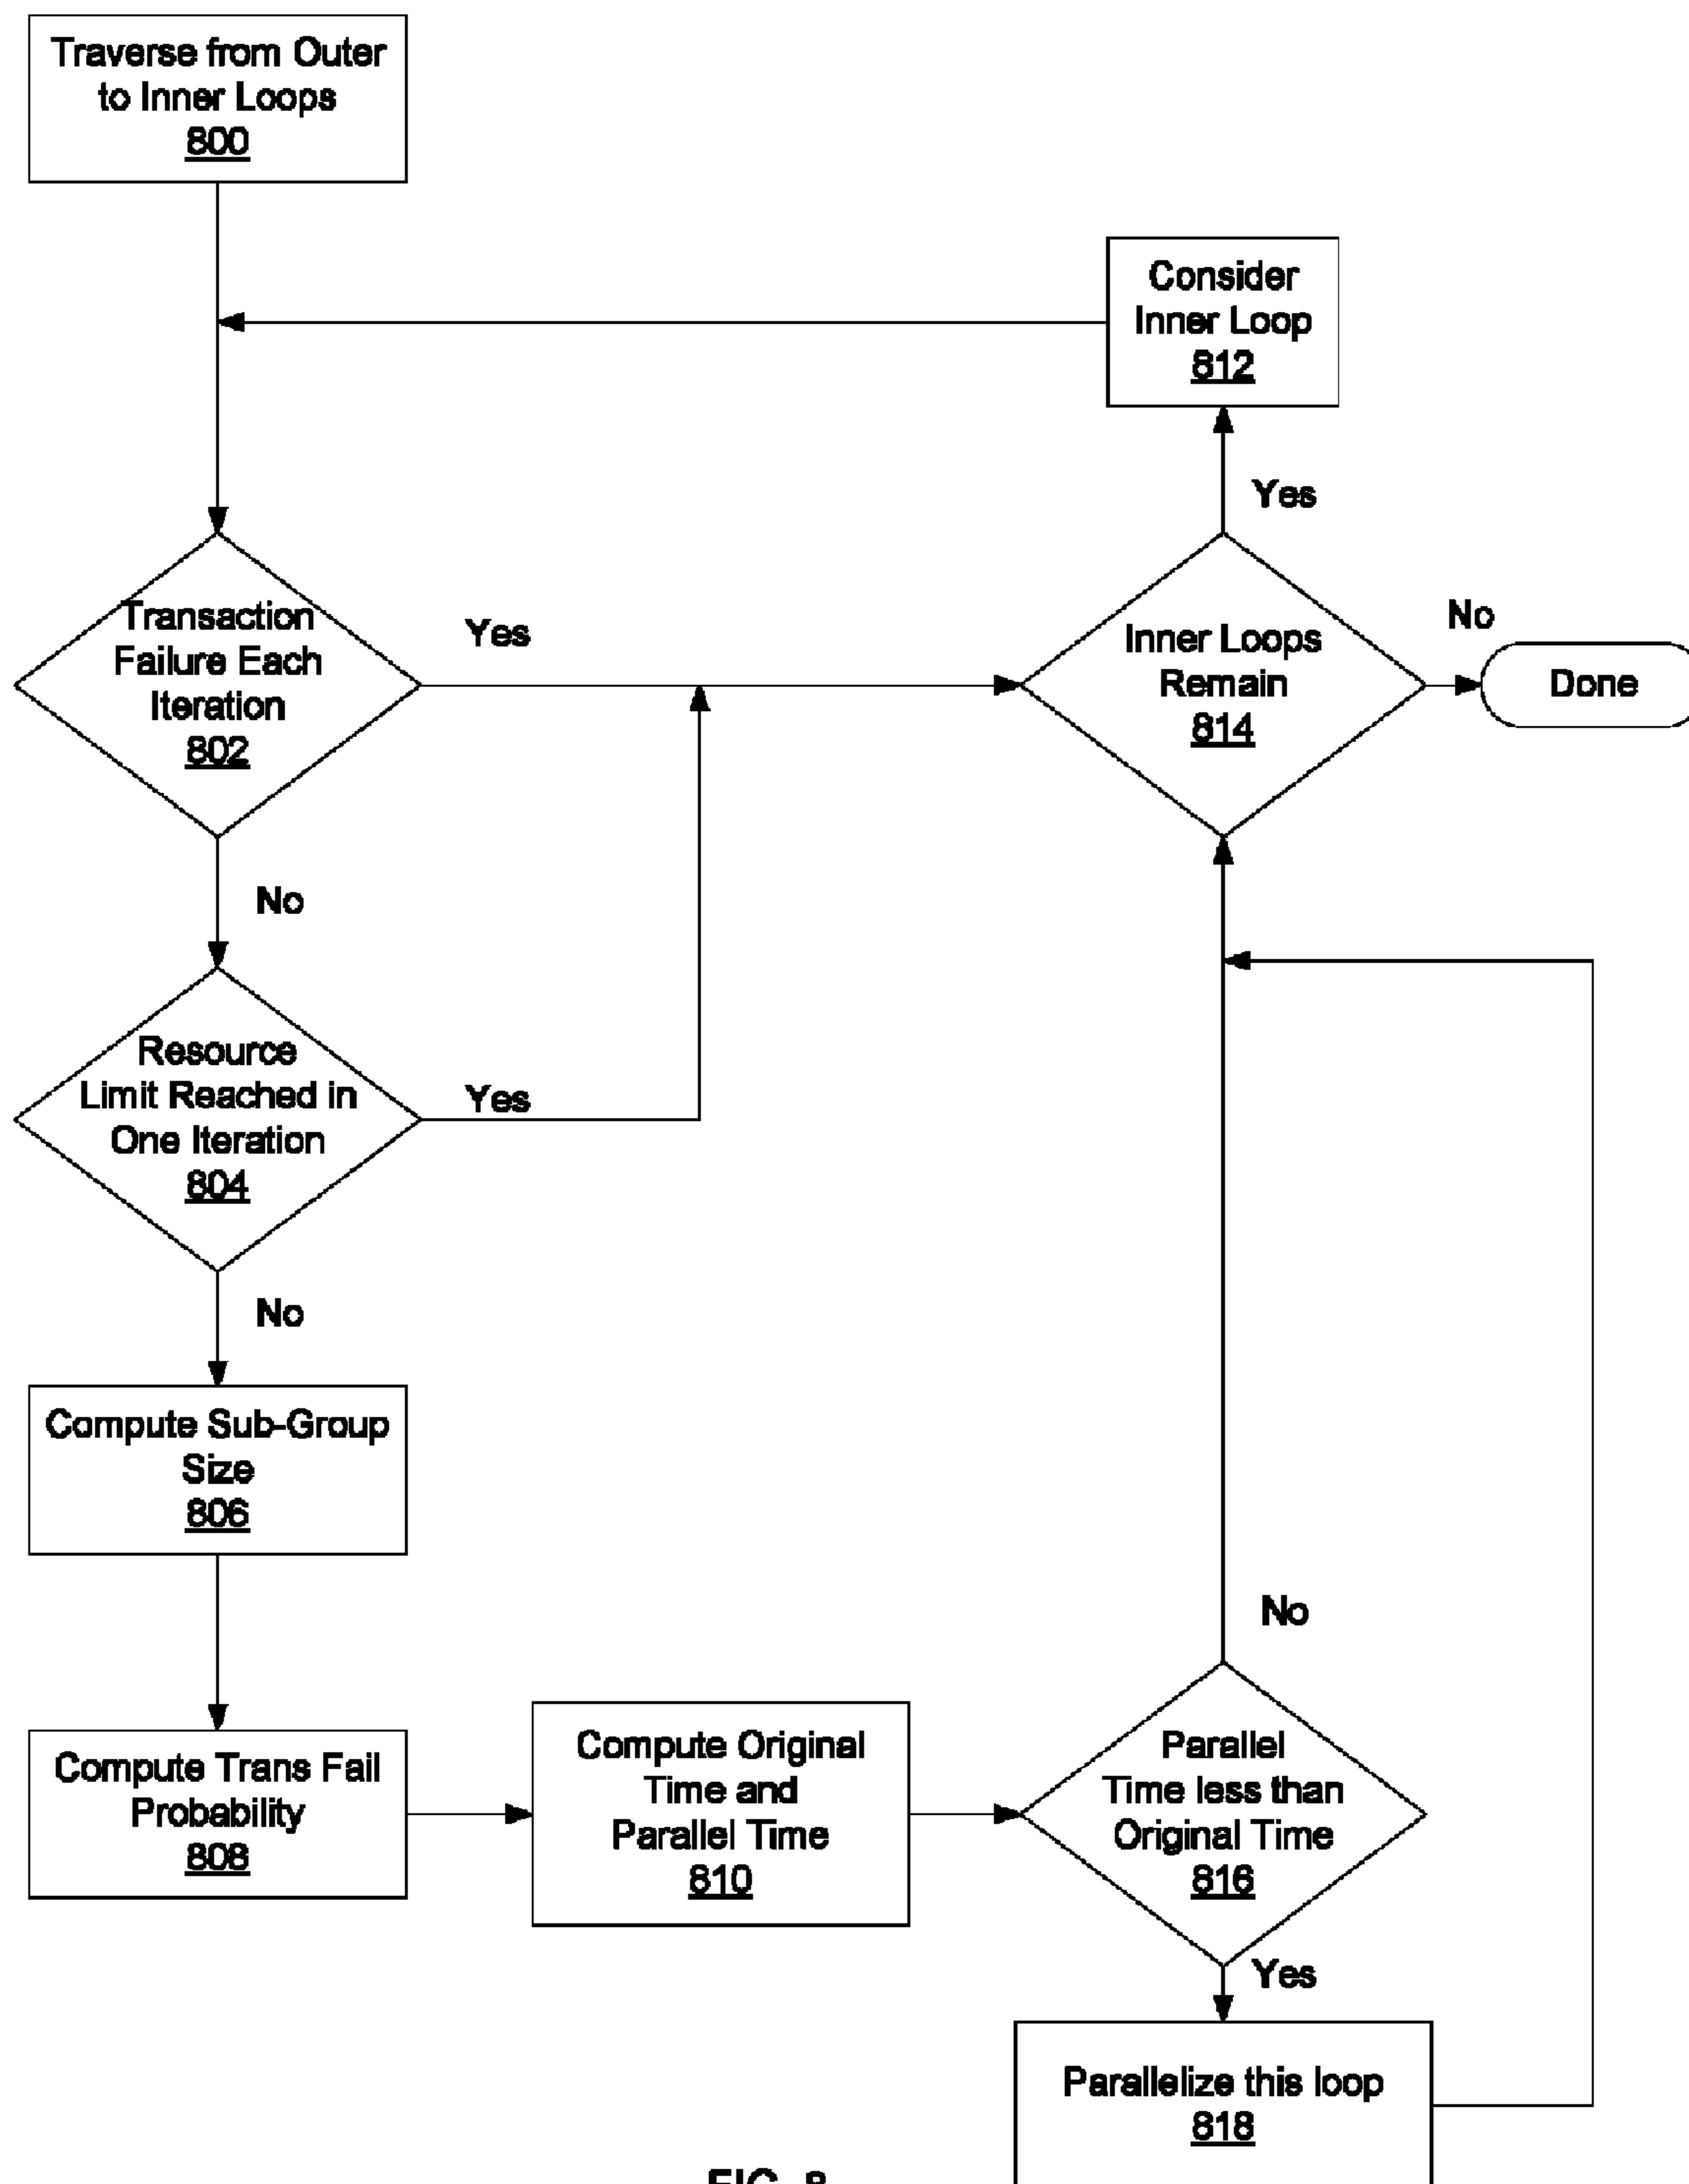 Traverse from Outer
to Inner Loops
800
Consider
Inner Loop
812
Yes
Transaction
Failure Each
Iteration
802
Yes
Inner Loops
Remain
814
No
Done
No
Resource
Limit Reached in
One Iteration
804
Yes
No
Compute Sub-Group
Size
806
No
Compute Trans Fail
Probability
808
Compute Original
Time and
Parallel Time
810
Parallel
Time less than
Original Time
816
Yes
Parallelize this loop
818
FIG. 8